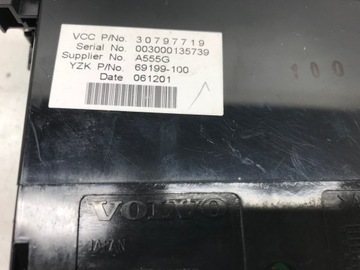 VCC P/No. 30797719
Serial No. 003000135739
Supplier No. A555G
YZK P/No. 69199-100
Date 061201
100
VOLVO